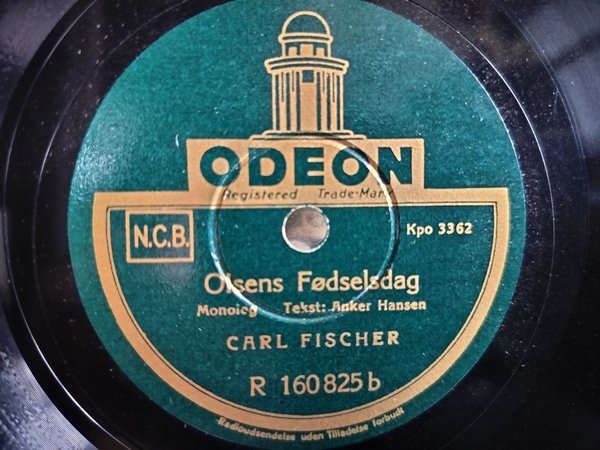 ODEON
Registered Trade-Mark
N.C.B.
Kpo 3362
Olsens Fødselsdag
Monolog Tekst: Anker Hansen
CARL FISCHER
R 160825 b
Radioudsendelse uden Tilladelse forbudt